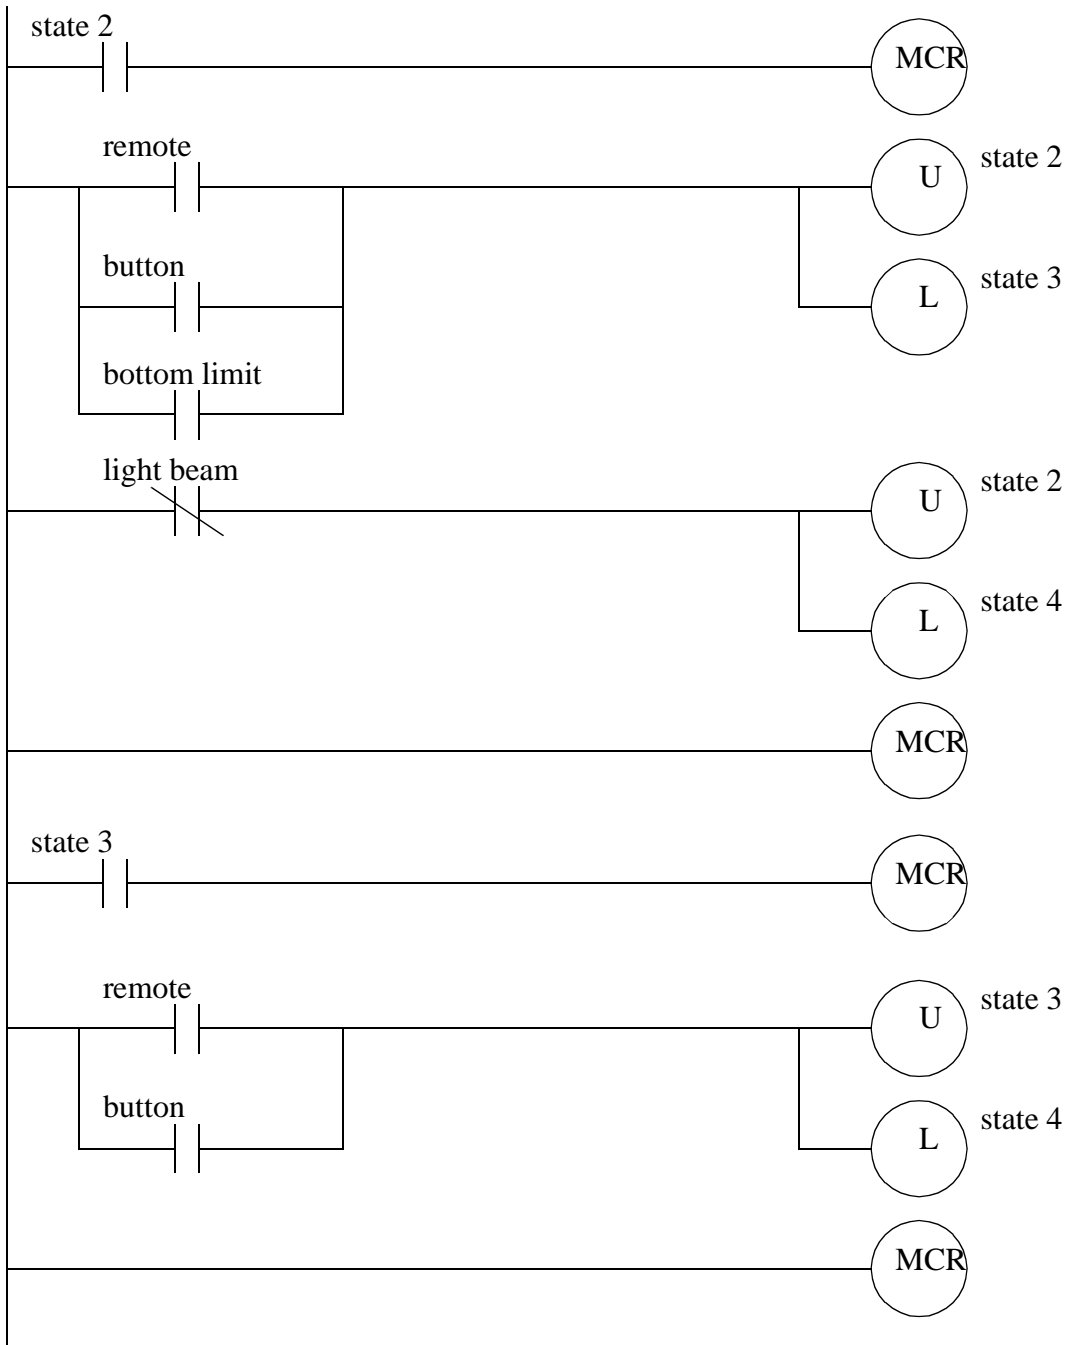 state 2
MCR
remote
U
state 2
button
L
state 3
bottom limit
light beam
U
state 2
L
state 4
MCR
state 3
MCR
remote
U
state 3
button
L
state 4
MCR